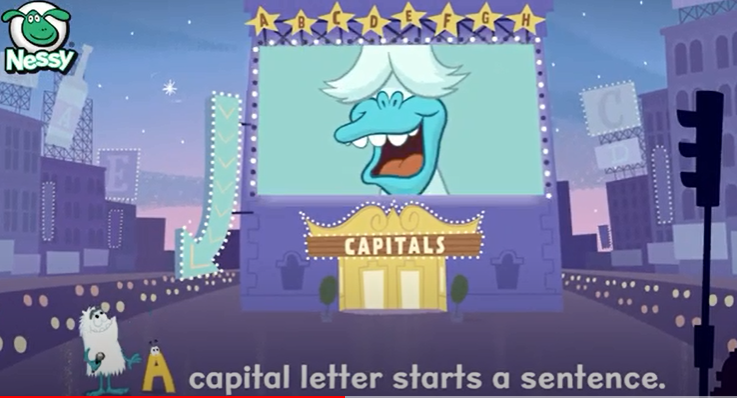 A B C D E F G H
Nessy
A
C
E
CAPITALS
A capital letter starts a sentence.